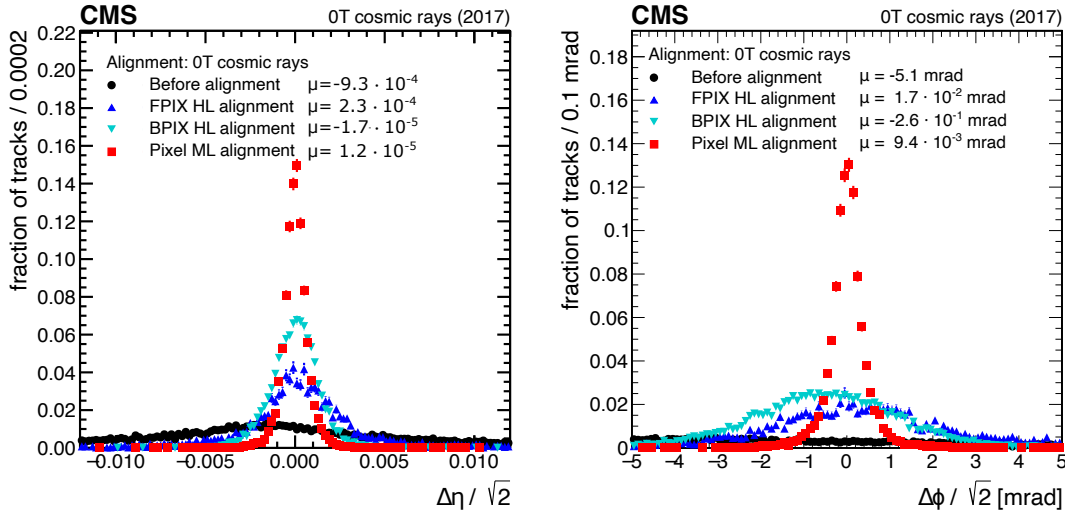 CMS 0T cosmic rays (2017)
Alignment: 0T cosmic rays
Before alignment μ=-9.3 · 10⁻⁴
FPIX HL alignment μ= 2.3 · 10⁻⁴
BPIX HL alignment μ=-1.7 · 10⁻⁵
Pixel ML alignment μ= 1.2 · 10⁻⁵
fraction of tracks / 0.0002
0.22
0.20
0.18
0.16
0.14
0.12
0.10
0.08
0.06
0.04
0.02
0.00
−0.010 −0.005 0.000 0.005 0.010
Δη / √2
CMS 0T cosmic rays (2017)
Alignment: 0T cosmic rays
Before alignment μ = -5.1 mrad
FPIX HL alignment μ = 1.7 · 10⁻² mrad
BPIX HL alignment μ = -2.6 · 10⁻¹ mrad
Pixel ML alignment μ = 9.4 · 10⁻³ mrad
fraction of tracks / 0.1 mrad
0.18
0.16
0.14
0.12
0.1
0.08
0.06
0.04
0.02
0
−5 −4 −3 −2 −1 0 1 2 3 4 5
Δϕ / √2 [mrad]